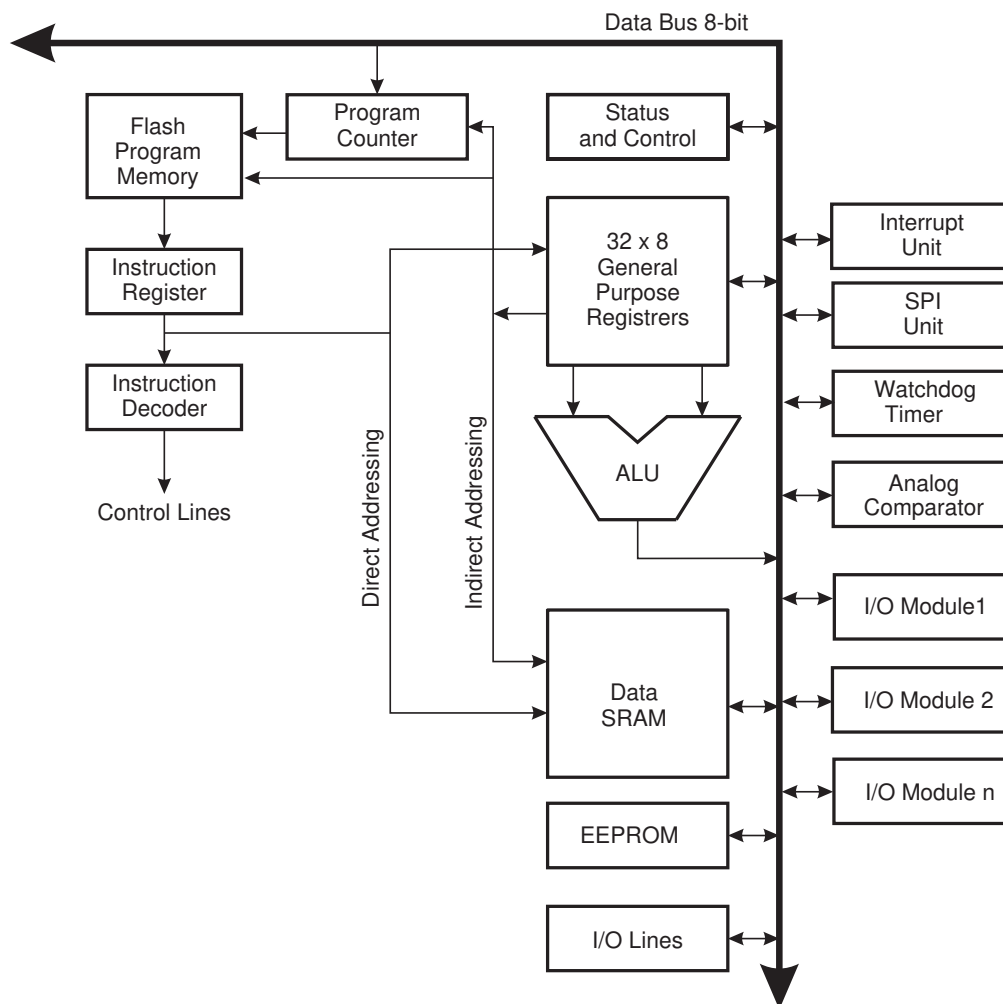 Data Bus 8-bit
Flash
Program
Memory
Program
Counter
Status
and Control
32 x 8
General
Purpose
Registrers
Interrupt
Unit
Instruction
Register
SPI
Unit
Instruction
Decoder
Watchdog
Timer
Control Lines
Direct Addressing
Indirect Addressing
ALU
Analog
Comparator
I/O Module1
Data
SRAM
I/O Module 2
I/O Module n
EEPROM
I/O Lines